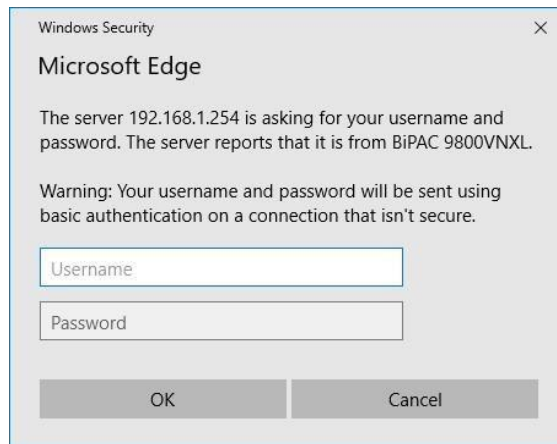 Windows Security
Microsoft Edge
The server 192.168.1.254 is asking for your username and
password. The server reports that it is from BiPAC 9800VNXL.
Warning: Your username and password will be sent using
basic authentication on a connection that isn't secure.
Username
Password
OK Cancel